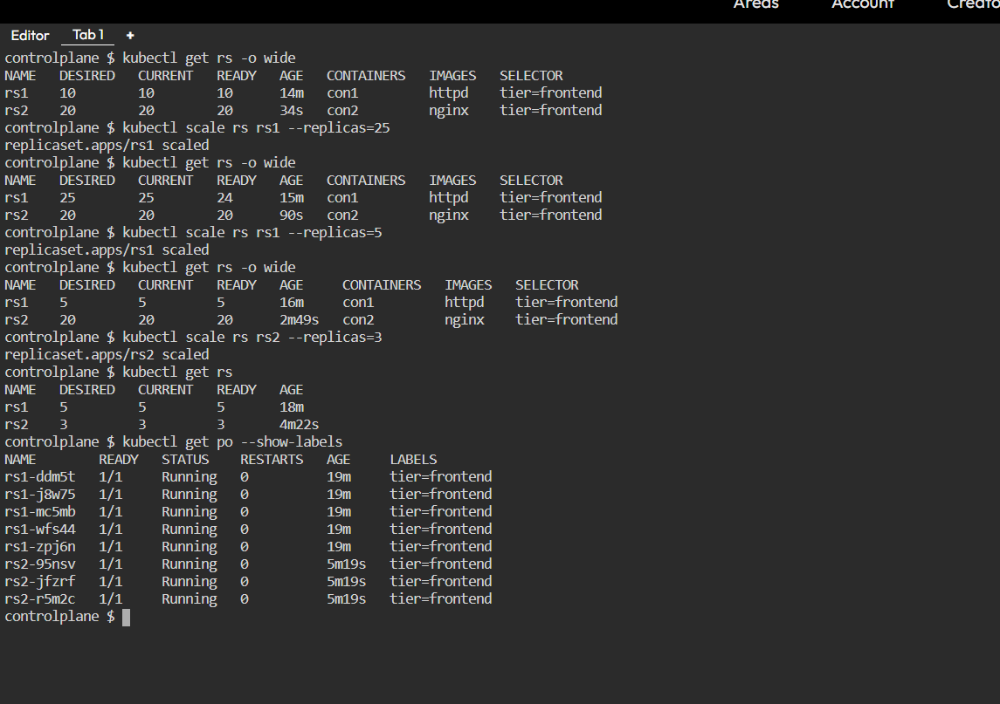 Areas Account Creato
Editor Tab 1 +
controlplane $ kubectl get rs -o wide
NAME DESIRED CURRENT READY AGE CONTAINERS IMAGES SELECTOR
rs1 10 10 10 14m con1 httpd tier=frontend
rs2 20 20 20 34s con2 nginx tier=frontend
controlplane $ kubectl scale rs rs1 --replicas=25
replicaset.apps/rs1 scaled
controlplane $ kubectl get rs -o wide
NAME DESIRED CURRENT READY AGE CONTAINERS IMAGES SELECTOR
rs1 25 25 24 15m con1 httpd tier=frontend
rs2 20 20 20 90s con2 nginx tier=frontend
controlplane $ kubectl scale rs rs1 --replicas=5
replicaset.apps/rs1 scaled
controlplane $ kubectl get rs -o wide
NAME DESIRED CURRENT READY AGE CONTAINERS IMAGES SELECTOR
rs1 5 5 5 16m con1 httpd tier=frontend
rs2 20 20 20 2m49s con2 nginx tier=frontend
controlplane $ kubectl scale rs rs2 --replicas=3
replicaset.apps/rs2 scaled
controlplane $ kubectl get rs
NAME DESIRED CURRENT READY AGE
rs1 5 5 5 18m
rs2 3 3 3 4m22s
controlplane $ kubectl get po --show-labels
NAME READY STATUS RESTARTS AGE LABELS
rs1-ddm5t 1/1 Running 0 19m tier=frontend
rs1-j8w75 1/1 Running 0 19m tier=frontend
rs1-mc5mb 1/1 Running 0 19m tier=frontend
rs1-wfs44 1/1 Running 0 19m tier=frontend
rs1-zpj6n 1/1 Running 0 19m tier=frontend
rs2-95nsv 1/1 Running 0 5m19s tier=frontend
rs2-jfzrf 1/1 Running 0 5m19s tier=frontend
rs2-r5m2c 1/1 Running 0 5m19s tier=frontend
controlplane $